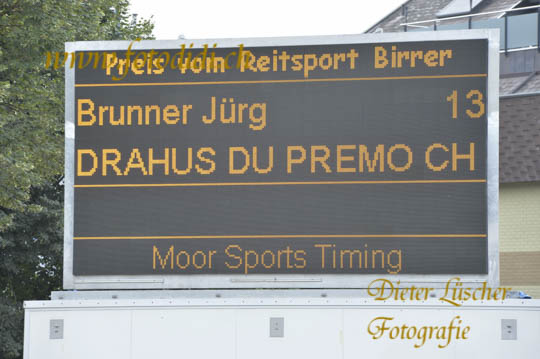 www.fotodidi.ch
Preis vom Reitsport Birrer
Brunner Jürg 13
DRAHUS DU PREMO CH
Moor Sports Timing
Dieter Lüscher
Fotografie